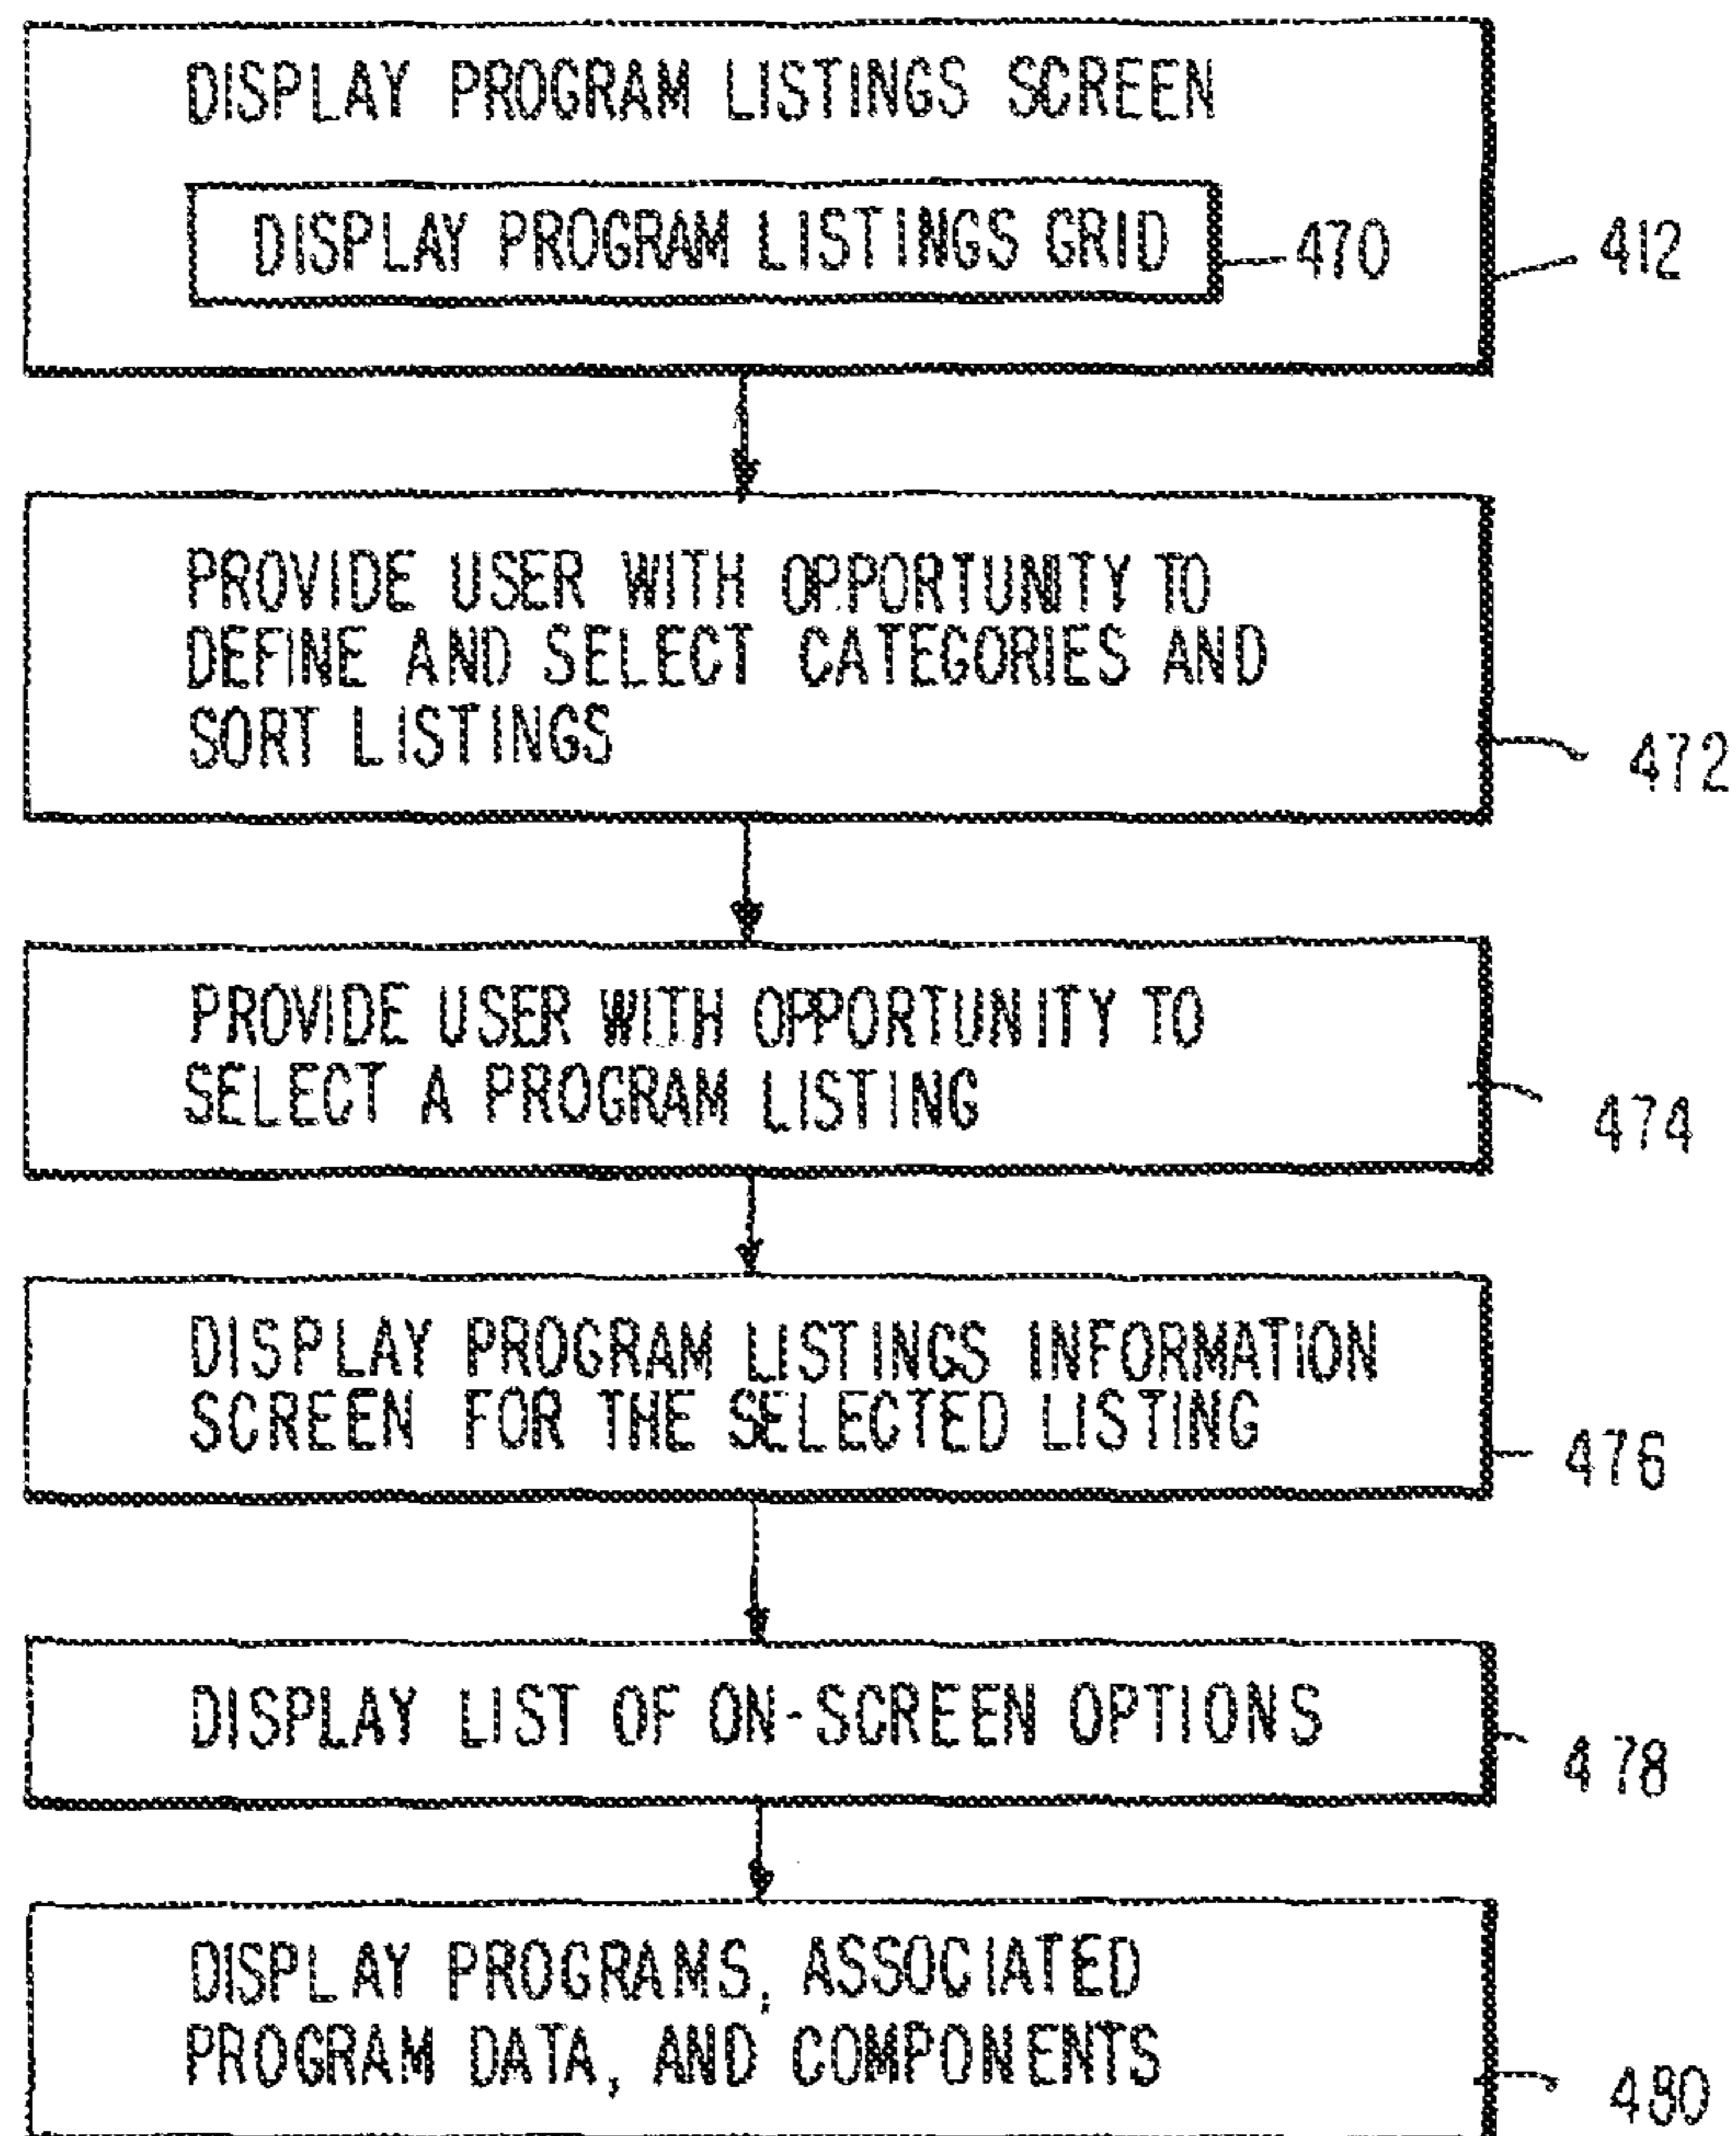 DISPLAY PROGRAM LISTINGS SCREEN
DISPLAY PROGRAM LISTINGS GRID
470
412
PROVIDE USER WITH OPPORTUNITY TO
DEFINE AND SELECT CATEGORIES AND
SORT LISTINGS
472
PROVIDE USER WITH OPPORTUNITY TO
SELECT A PROGRAM LISTING
474
DISPLAY PROGRAM LISTINGS INFORMATION
SCREEN FOR THE SELECTED LISTING
476
DISPLAY LIST OF ON-SCREEN OPTIONS
478
DISPLAY PROGRAMS, ASSOCIATED
PROGRAM DATA, AND COMPONENTS
480